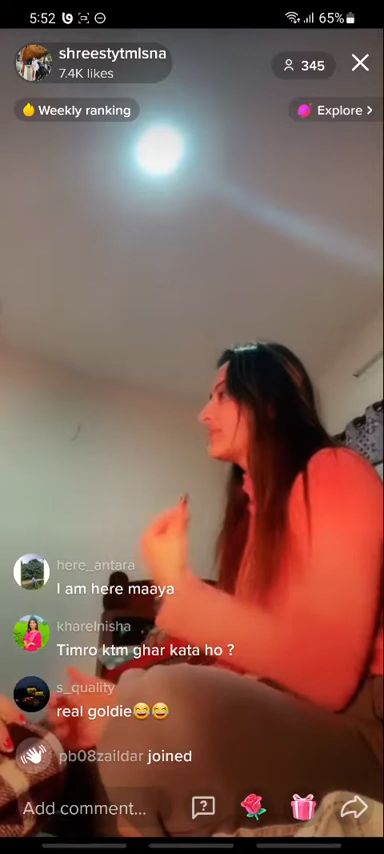 5:52
65%
shreestytmlsna
7.4K likes
345
Weekly ranking
Explore >
here_antara
I am here maaya
kharelnisha
Timro ktm ghar kata ho ?
s_quality
real goldie😂😂
pb08zaildar joined
Add comment...